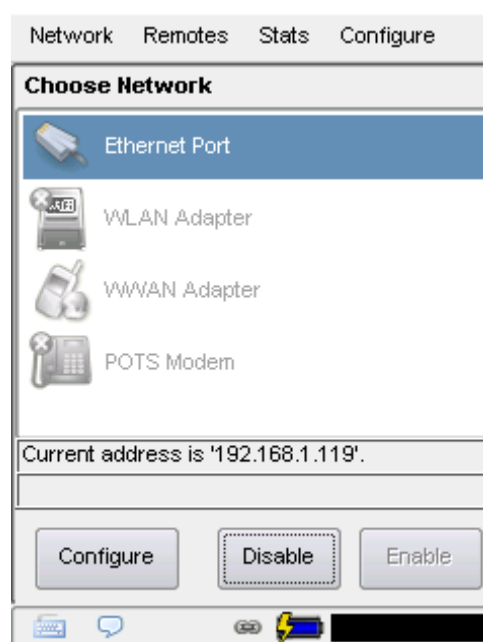 Network Remotes Stats Configure
Choose Network
Ethernet Port
WLAN Adapter
WWAN Adapter
POTS Modem
Current address is '192.168.1.119'.
Configure Disable Enable